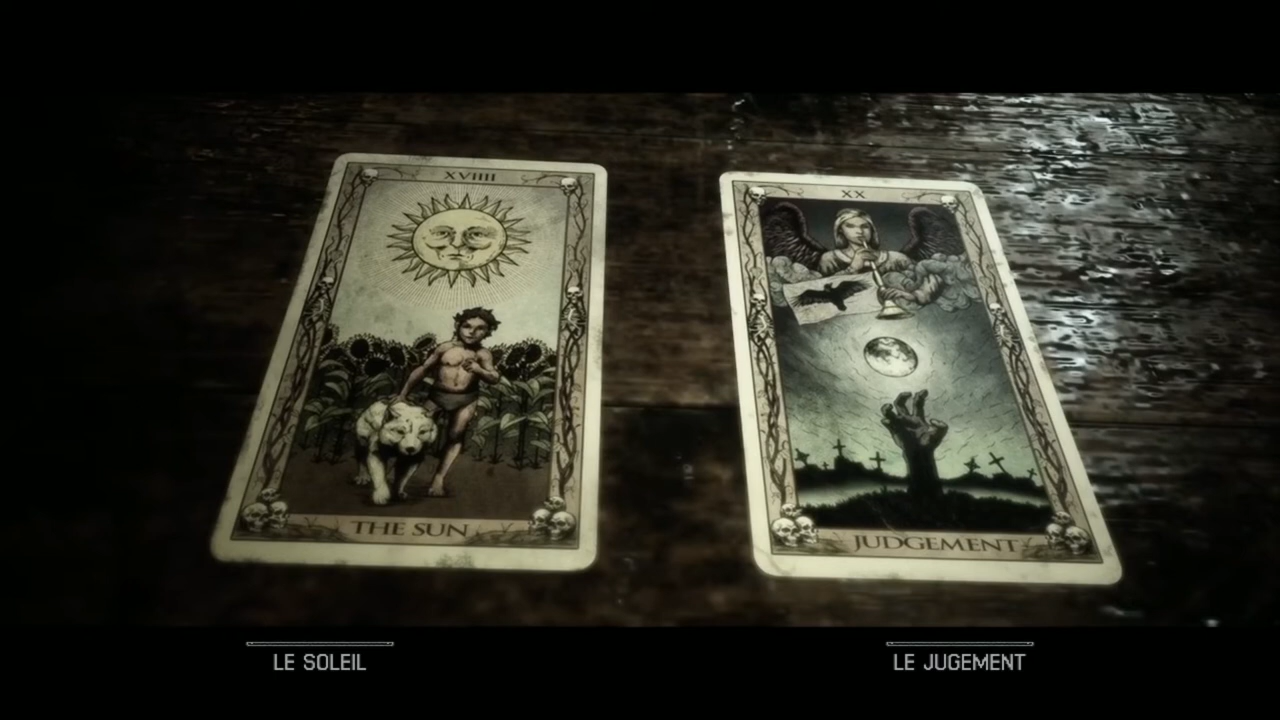 XVIIII
THE SUN
XX
JUDGEMENT
LE SOLEIL
LE JUGEMENT